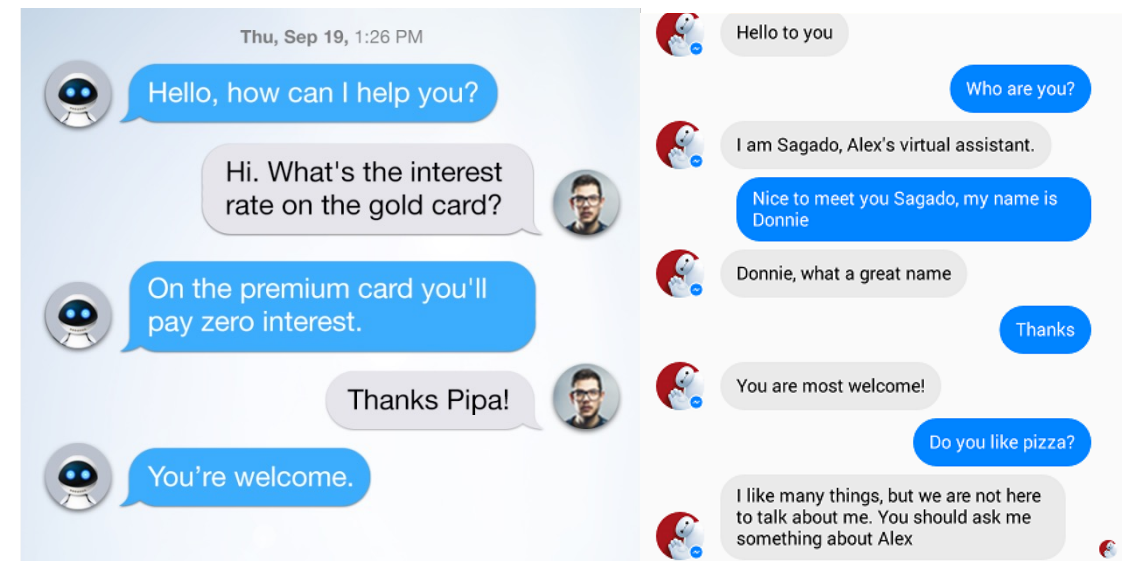 Thu, Sep 19, 1:26 PM
Hello, how can I help you?
Hi. What's the interest
rate on the gold card?
On the premium card you'll
pay zero interest.
Thanks Pipa!
You’re welcome.
Hello to you
Who are you?
I am Sagado, Alex's virtual assistant.
Nice to meet you Sagado, my name is
Donnie
Donnie, what a great name
Thanks
You are most welcome!
Do you like pizza?
I like many things, but we are not here
to talk about me. You should ask me
something about Alex